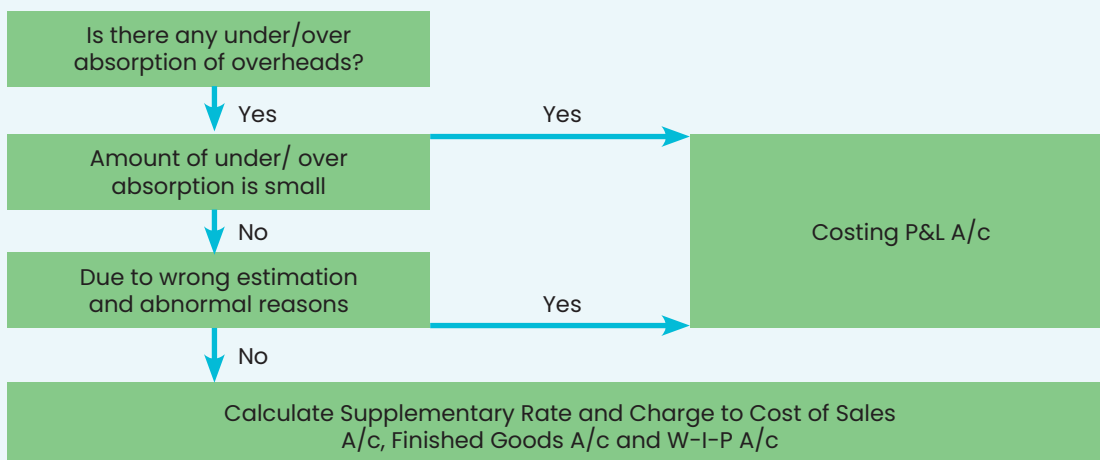 Is there any under/over
absorption of overheads?
Yes
Yes
Amount of under/ over
absorption is small
Costing P&L A/c
No
Due to wrong estimation
and abnormal reasons
Yes
No
Calculate Supplementary Rate and Charge to Cost of Sales
A/c, Finished Goods A/c and W-I-P A/c